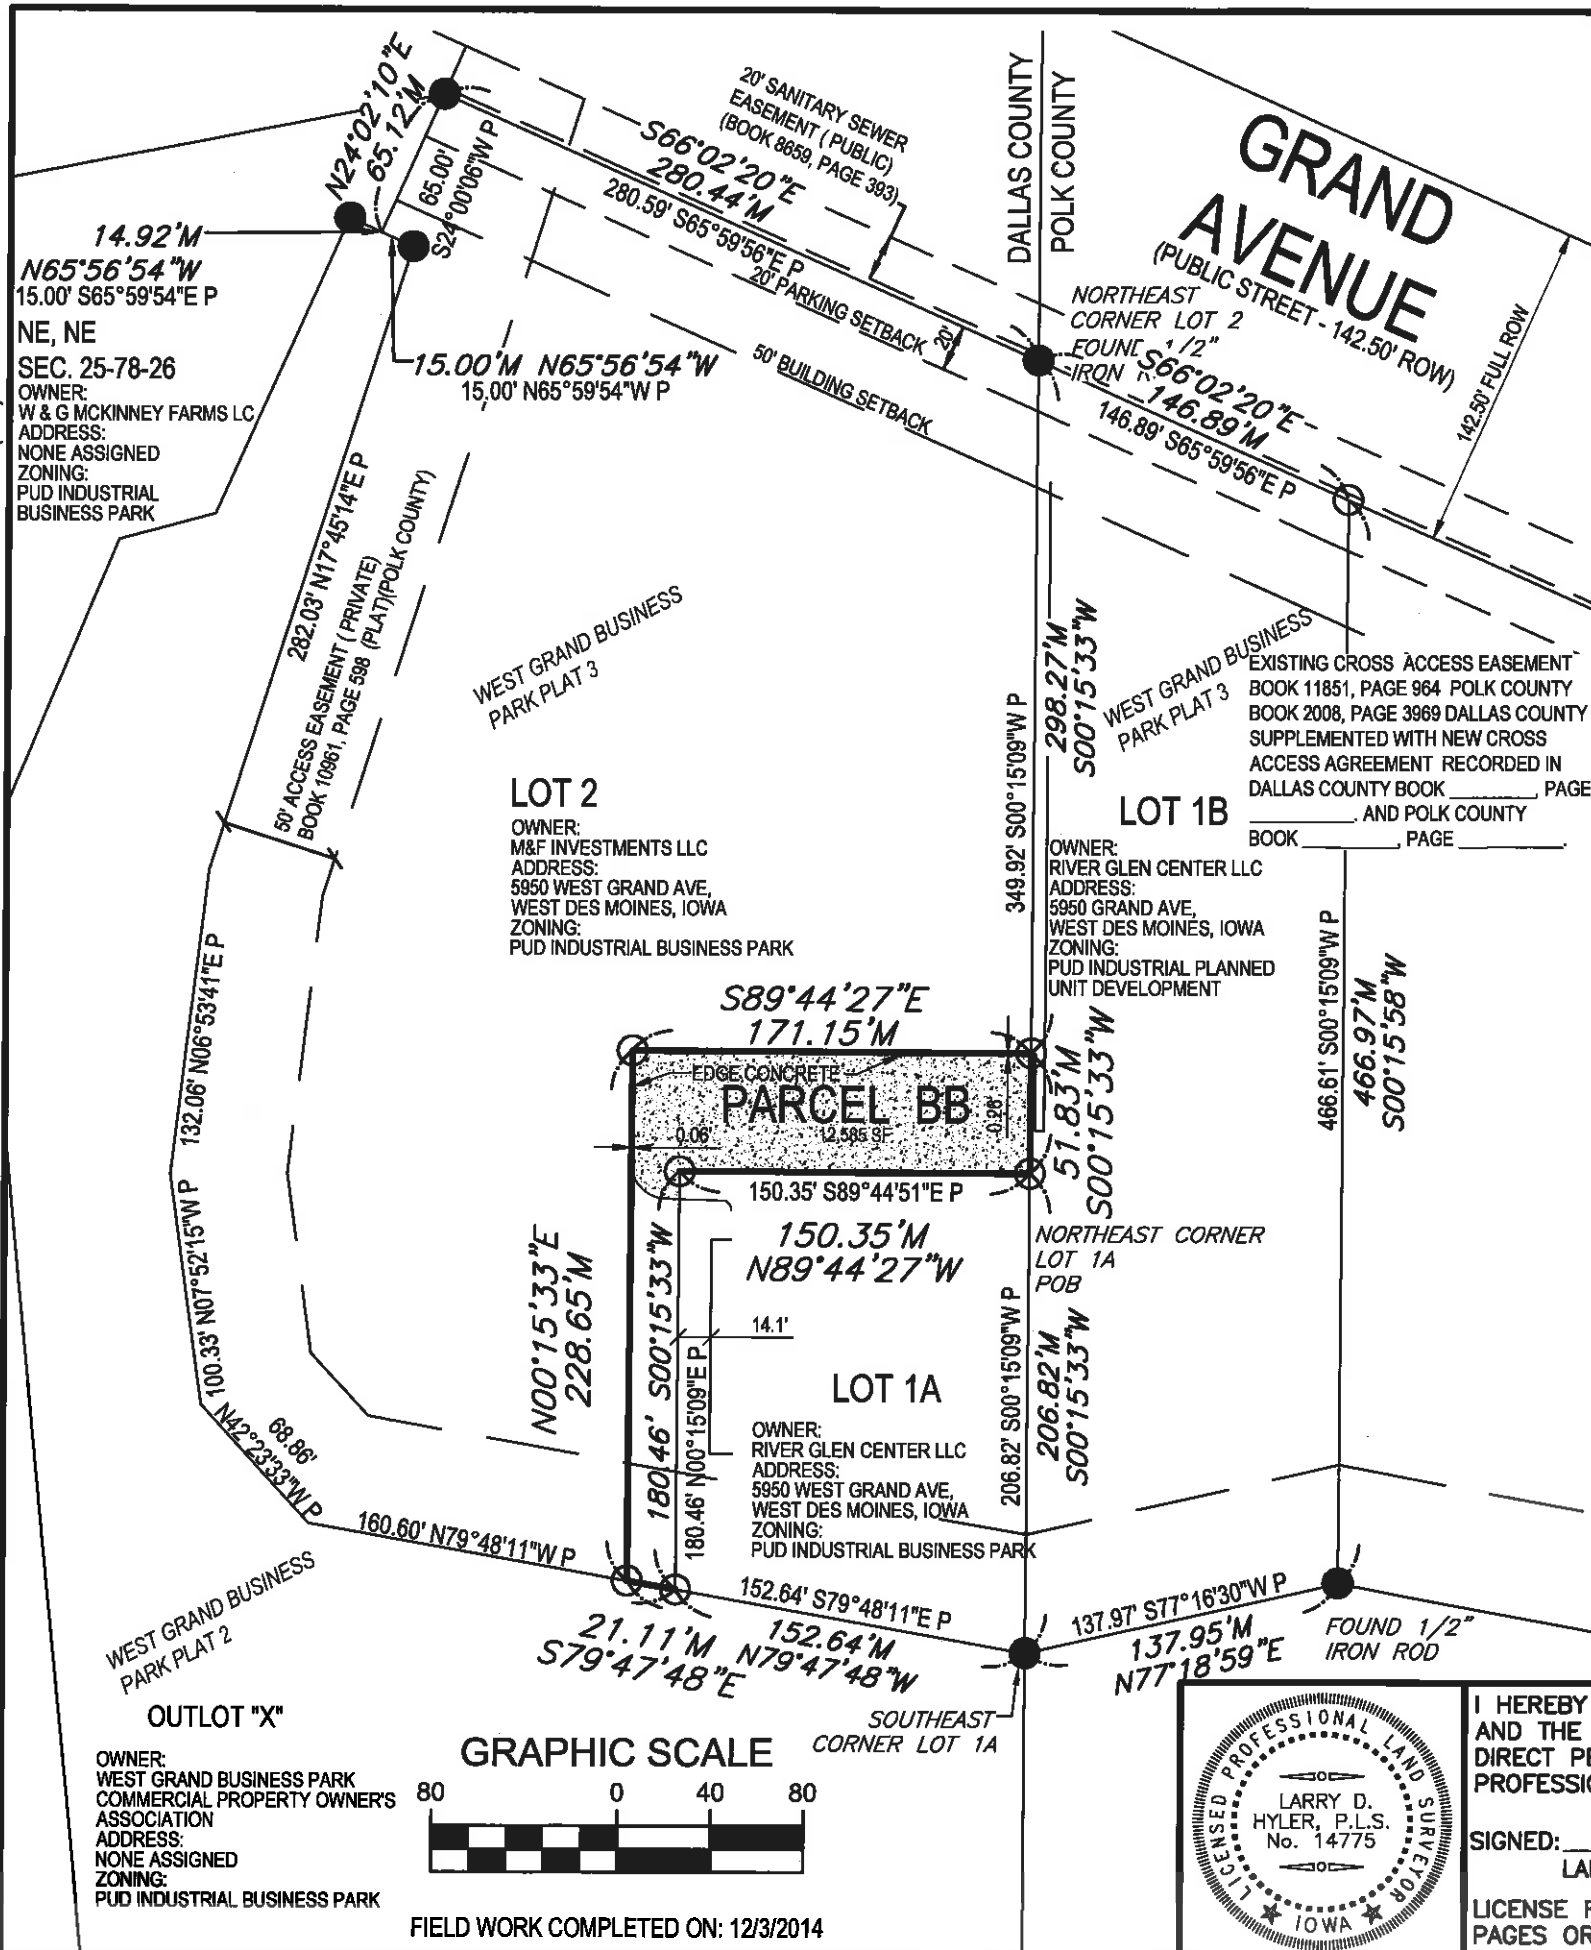 N24°02'10"E
65.12'M
65.00'
S24°00'06"W P
14.92'M
N65°56'54"W
15.00' S65°59'54"E P
NE, NE
SEC. 25-78-26
OWNER:
W & G MCKINNEY FARMS LC
ADDRESS:
NONE ASSIGNED
ZONING:
PUD INDUSTRIAL
BUSINESS PARK
20' SANITARY SEWER
EASEMENT ( PUBLIC)
(BOOK 8659, PAGE 393)
S66°02'20"E
280.44'M
280.59' S65°59'56"E P
20' PARKING SETBACK
20'
50' BUILDING SETBACK
15.00'M N65°56'54"W
15.00' N65°59'54"W P
DALLAS COUNTY
POLK COUNTY
GRAND
AVENUE
(PUBLIC STREET - 142.50' ROW)
142.50' FULL ROW
NORTHEAST
CORNER LOT 2
FOUND 1/2"
IRON
S66°02'20"E
146.89'M
146.89' S65°59'56"E P
282.03' N17°45'14"E P
50' ACCESS EASEMENT ( PRIVATE)
BOOK 10961, PAGE 598 (PLAT)(POLK COUNTY)
WEST GRAND BUSINESS
PARK PLAT 3
349.92' S00°15'09"W P
298.27'M
S00°15'33"W
WEST GRAND BUSINESS
PARK PLAT 3
EXISTING CROSS ACCESS EASEMENT
BOOK 11851, PAGE 964 POLK COUNTY
BOOK 2008, PAGE 3969 DALLAS COUNTY
SUPPLEMENTED WITH NEW CROSS
ACCESS AGREEMENT RECORDED IN
DALLAS COUNTY BOOK ________, PAGE
__________. AND POLK COUNTY
BOOK _________, PAGE __________.
LOT 2
OWNER:
M&F INVESTMENTS LLC
ADDRESS:
5950 WEST GRAND AVE,
WEST DES MOINES, IOWA
ZONING:
PUD INDUSTRIAL BUSINESS PARK
LOT 1B
OWNER:
RIVER GLEN CENTER LLC
ADDRESS:
5950 GRAND AVE,
WEST DES MOINES, IOWA
ZONING:
PUD INDUSTRIAL PLANNED
UNIT DEVELOPMENT
466.61' S00°15'09"W P
466.97'M
S00°15'58"W
132.06' N06°53'41"E P
S89°44'27"E
171.15'M
EDGE CONCRETE
PARCEL BB
12,585 SF
0.06'
0.26'
51.83'M
S00°15'33"W
150.35' S89°44'51"E P
150.35'M
N89°44'27"W
NORTHEAST CORNER
LOT 1A
POB
100.33' N07°52'15"W P
N00°15'33"E
228.65'M
180.46' S00°15'33"W
180.46' N00°15'09"E P
14.1'
206.82' S00°15'09"W P
206.82'M
S00°15'33"W
LOT 1A
OWNER:
RIVER GLEN CENTER LLC
ADDRESS:
5950 WEST GRAND AVE,
WEST DES MOINES, IOWA
ZONING:
PUD INDUSTRIAL BUSINESS PARK
68.86'
N42°23'33"W P
160.60' N79°48'11"W P
152.64' S79°48'11"E P
21.11'M
S79°47'48"E
152.64'M
N79°47'48"W
137.97' S77°16'30"W P
137.95'M
N77°18'59"E
FOUND 1/2"
IRON ROD
WEST GRAND BUSINESS
PARK PLAT 2
OUTLOT "X"
OWNER:
WEST GRAND BUSINESS PARK
COMMERCIAL PROPERTY OWNER'S
ASSOCIATION
ADDRESS:
NONE ASSIGNED
ZONING:
PUD INDUSTRIAL BUSINESS PARK
SOUTHEAST
CORNER LOT 1A
GRAPHIC SCALE
80 0 40 80
FIELD WORK COMPLETED ON: 12/3/2014
LICENSED PROFESSIONAL LAND SURVEYOR
LARRY D.
HYLER, P.L.S.
No. 14775
IOWA
I HEREBY
AND THE
DIRECT PE
PROFESSIO
SIGNED:
LA
LICENSE
PAGES OR